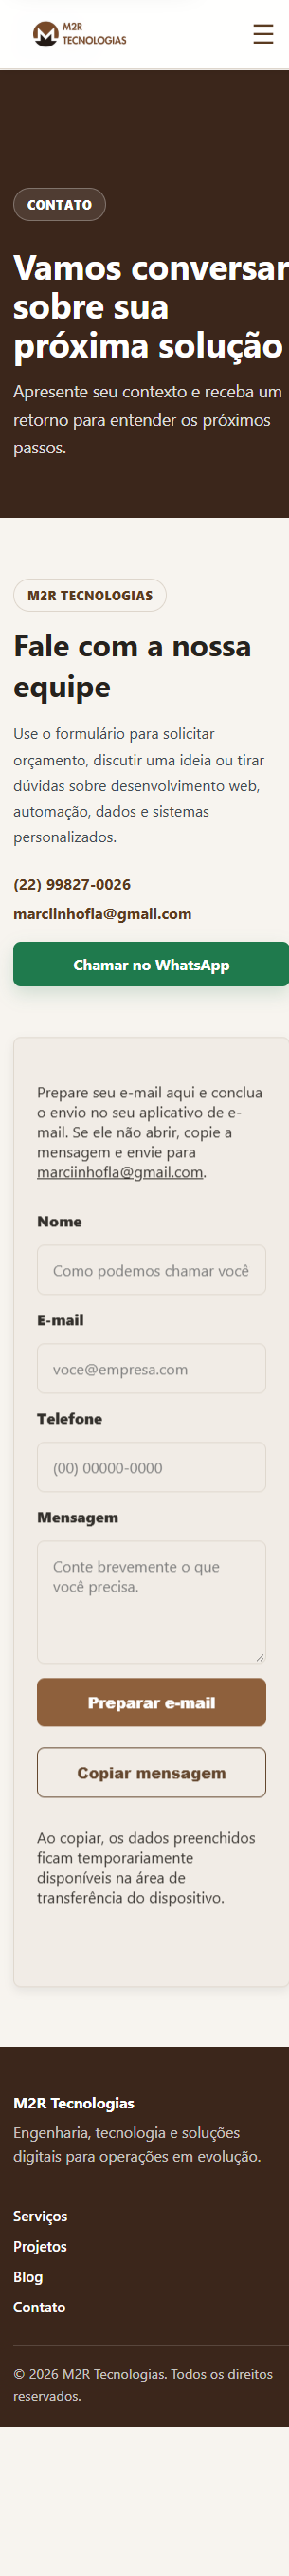 M2R
TECNOLOGIAS
CONTATO
Vamos conversar
sobre sua
próxima solução
Apresente seu contexto e receba um
retorno para entender os próximos
passos.
M2R TECNOLOGIAS
Fale com a nossa
equipe
Use o formulário para solicitar
orçamento, discutir uma ideia ou tirar
dúvidas sobre desenvolvimento web,
automação, dados e sistemas
personalizados.
(22) 99827-0026
marciinhofla@gmail.com
Chamar no WhatsApp
Prepare seu e-mail aqui e conclua
o envio no seu aplicativo de e-
mail. Se ele não abrir, copie a
mensagem e envie para
marciinhofla@gmail.com.
Nome
Como podemos chamar você
E-mail
voce@empresa.com
Telefone
(00) 00000-0000
Mensagem
Conte brevemente o que
você precisa.
Preparar e-mail
Copiar mensagem
Ao copiar, os dados preenchidos
ficam temporariamente
disponíveis na área de
transferência do dispositivo.
M2R Tecnologias
Engenharia, tecnologia e soluções
digitais para operações em evolução.
Serviços
Projetos
Blog
Contato
© 2026 M2R Tecnologias. Todos os direitos
reservados.